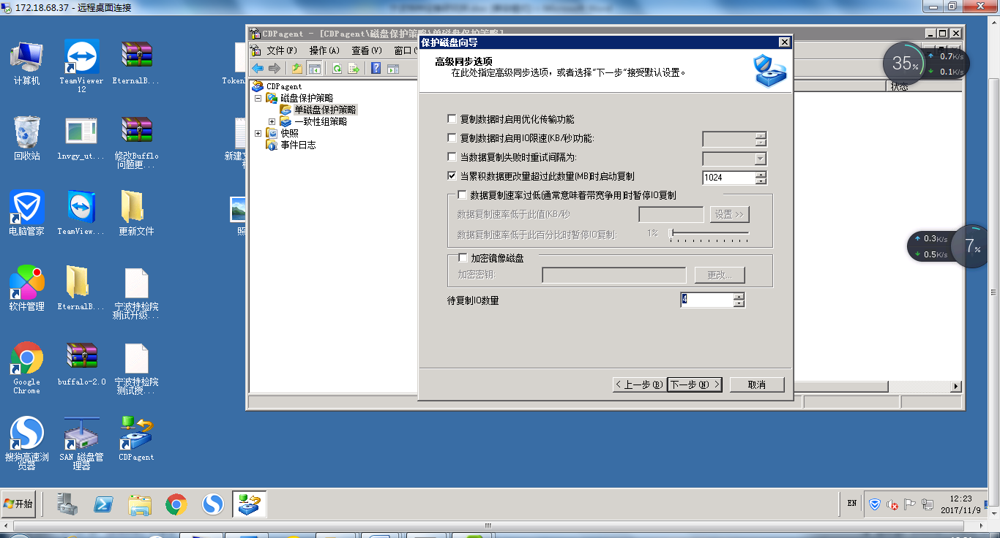 172.18.68.37 - 远程桌面连接
计算机
TeamViewer
12
EternalB...
回收站
lnvgy_ut...
修改Bufflo
问题更...
电脑管家
TeamView...
更新文件
软件管理
EternalB...
宁波特检院
测试升级...
Google
Chrome
buffalo-2.0
宁波特检院
测试授...
搜狗高速浏
览器
SAN 磁盘管
理器
CDPagent
Token
新建文
照
CDPagent - [CDPagent\磁盘保护策略\单磁盘保护策略]
文件(F) 操作(A) 查看(V) 窗口(
CDPagent
磁盘保护策略
单磁盘保护策略
一致性组策略
快照
事件日志
状态
保护磁盘向导
高级同步选项
在此处指定高级同步选项，或者选择“下一步“接受默认设置。
复制数据时启用优化传输功能
复制数据时启用IO限速(KB/秒)功能:
当数据复制失败时重试间隔为:
当累积数据更改量超过此数量(MB)时启动复制 1024
数据复制速率过低(通常意味着带宽争用)时暂停IO复制
数据复制速率低于此值(KB/秒
设置 >>
数据复制速率低于此百分比时暂停IO复制: 1%
加密镜像磁盘
加密密钥:
更改...
待复制IO数量 4
< 上一步(B) 下一步(N) > 取消
35%
0.7K/s
0.1K/s
0.3K/s
0.5K/s
7%
开始
EN
12:23
2017/11/9